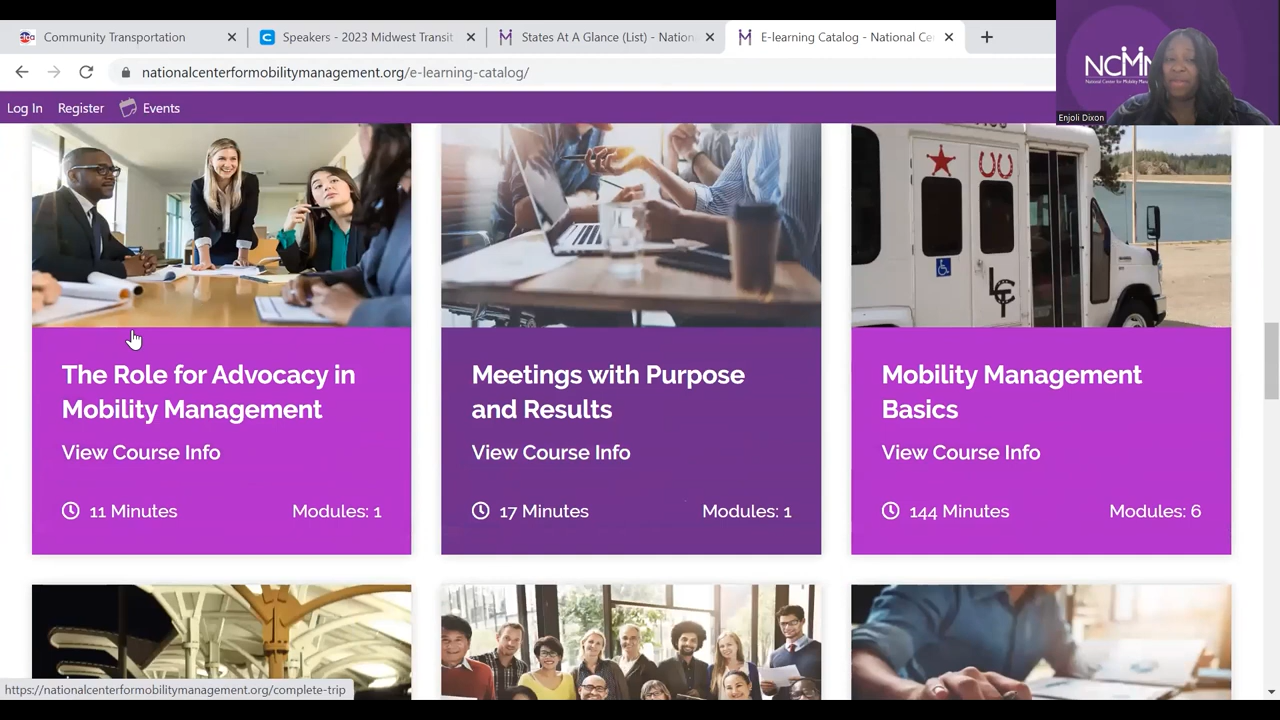 Community Transportation
Speakers - 2023 Midwest Transit
States At A Glance (List) - Nation
E-learning Catalog - National Ce
nationalcenterformobilitymanagement.org/e-learning-catalog/
NCMM
Enjoli Dixon
Log In
Register
Events
The Role for Advocacy in
Mobility Management
View Course Info
11 Minutes
Modules: 1
Meetings with Purpose
and Results
View Course Info
17 Minutes
Modules: 1
Mobility Management
Basics
View Course Info
144 Minutes
Modules: 6
https://nationalcenterformobilitymanagement.org/complete-trip